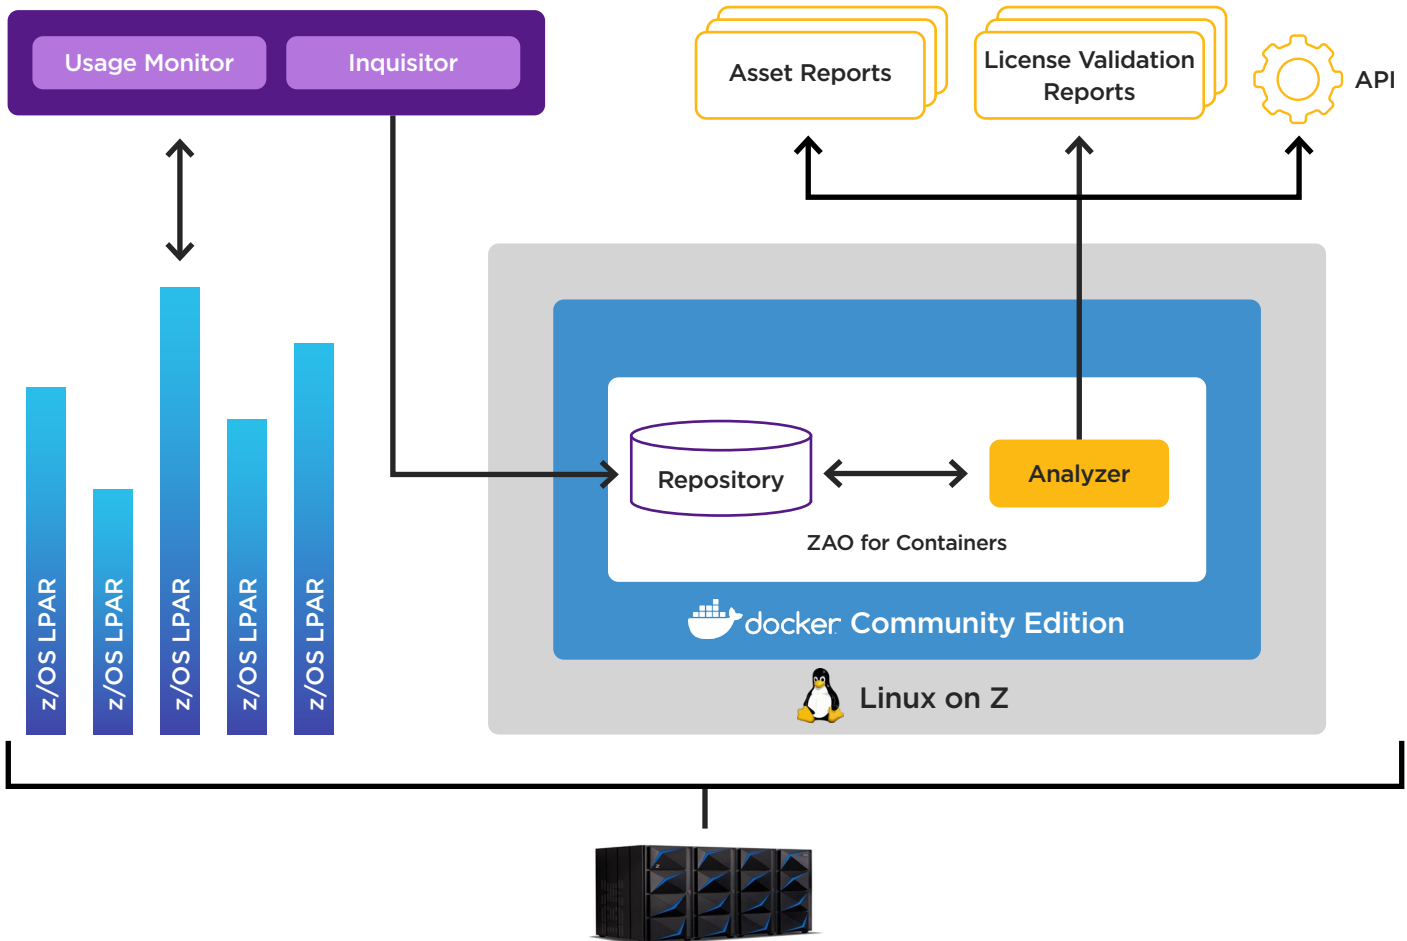 Usage Monitor
Inquisitor
Asset Reports
License Validation
Reports
API
z/OS LPAR
z/OS LPAR
z/OS LPAR
z/OS LPAR
z/OS LPAR
Repository
Analyzer
ZAO for Containers
docker Community Edition
Linux on Z